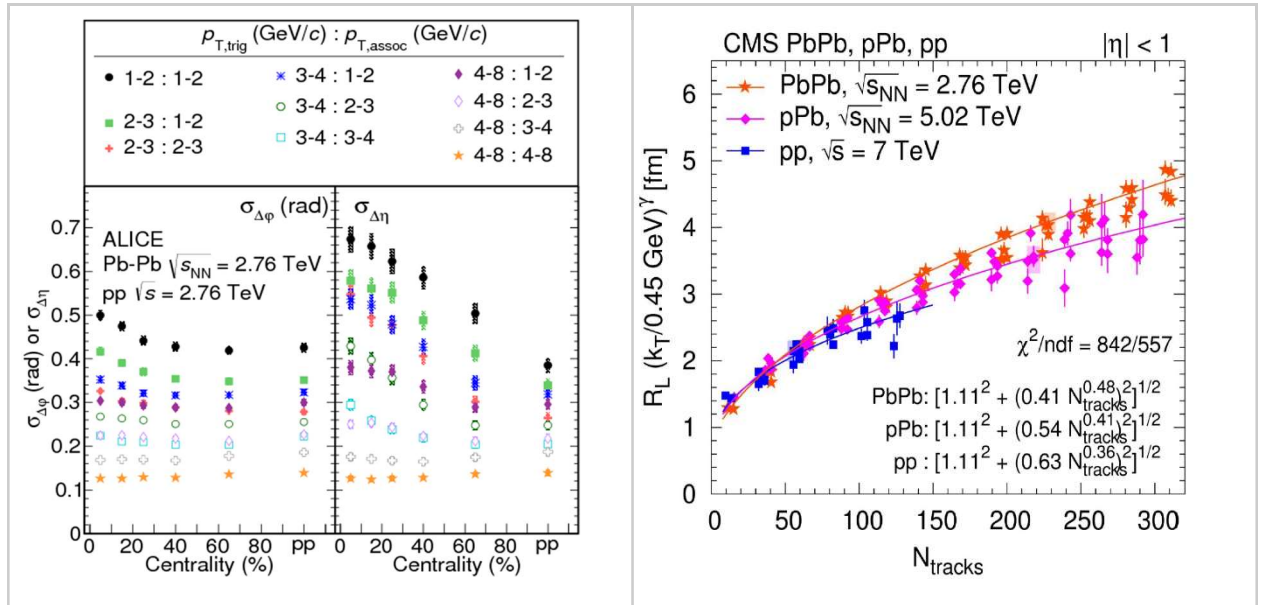 p_T,trig (GeV/c) : p_T,assoc (GeV/c)
1-2 : 1-2
2-3 : 1-2
2-3 : 2-3
3-4 : 1-2
3-4 : 2-3
3-4 : 3-4
4-8 : 1-2
4-8 : 2-3
4-8 : 3-4
4-8 : 4-8
σ_Δφ (rad)
σ_Δη
ALICE
Pb-Pb √s_NN = 2.76 TeV
pp √s = 2.76 TeV
σ_Δφ (rad) or σ_Δη
0.7
0.6
0.5
0.4
0.3
0.2
0.1
0
0 20 40 60 80 pp
Centrality (%)
0 20 40 60 80 pp
Centrality (%)
CMS PbPb, pPb, pp |η| < 1
PbPb, √s_NN = 2.76 TeV
pPb, √s_NN = 5.02 TeV
pp, √s = 7 TeV
R_L (k_T/0.45 GeV)^γ [fm]
6
5
4
3
2
1
0
χ²/ndf = 842/557
PbPb: [1.11² + (0.41 N_tracks^0.48)²]^1/2
pPb: [1.11² + (0.54 N_tracks^0.41)²]^1/2
pp : [1.11² + (0.63 N_tracks^0.36)²]^1/2
0 50 100 150 200 250 300
N_tracks